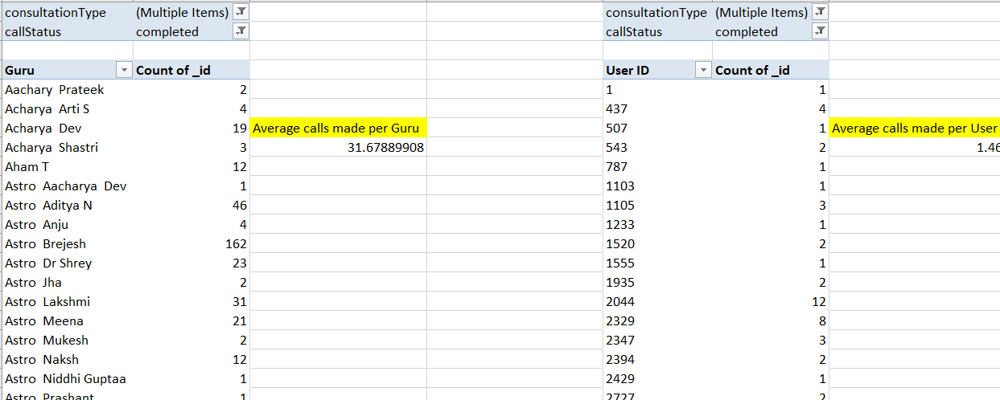 consultationType (Multiple Items) consultationType (Multiple Items)
callStatus completed callStatus completed
Guru Count of _id User ID Count of _id
Aachary Prateek 2 1 1
Acharya Arti S 4 437 4
Acharya Dev 19 Average calls made per Guru 507 1 Average calls made per User
Acharya Shastri 3 31.67889908 543 2 1.46
Aham T 12 787 1
Astro Aacharya Dev 1 1103 1
Astro Aditya N 46 1105 3
Astro Anju 4 1233 1
Astro Brejesh 162 1520 2
Astro Dr Shrey 23 1555 1
Astro Jha 2 1935 2
Astro Lakshmi 31 2044 12
Astro Meena 21 2329 8
Astro Mukesh 2 2347 3
Astro Naksh 12 2394 2
Astro Niddhi Guptaa 1 2429 1
Astro Prashant 1 2727 2